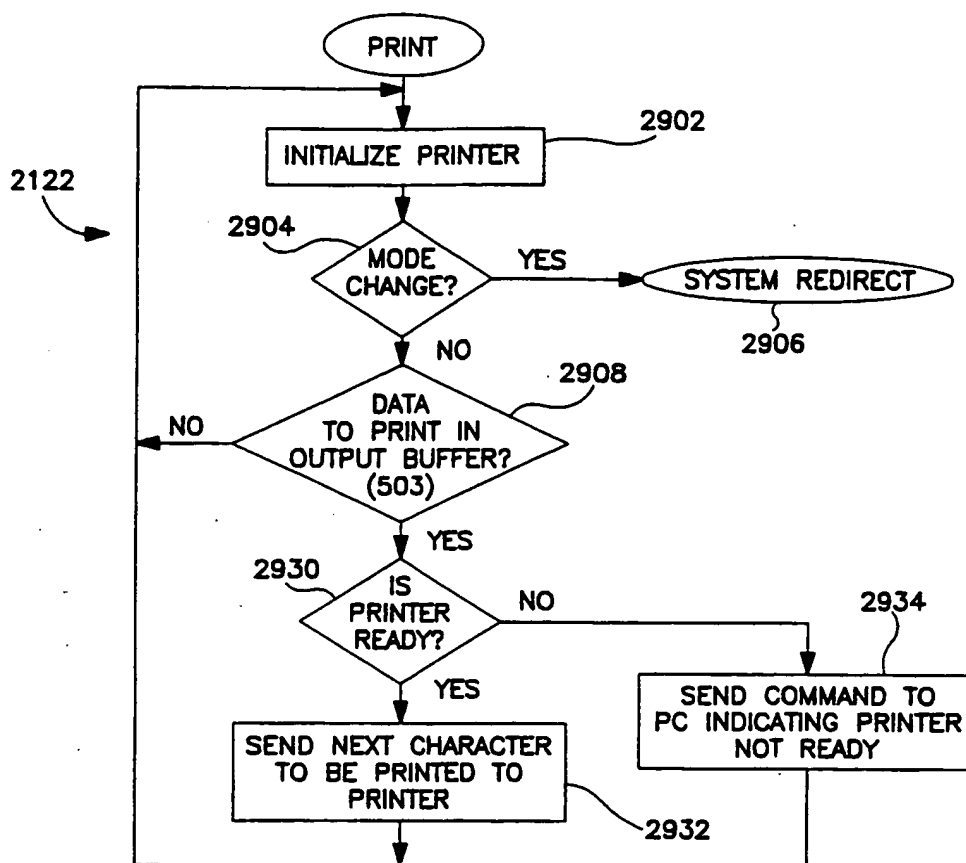 PRINT
2902
INITIALIZE PRINTER
2122
2904
MODE
CHANGE?
YES
SYSTEM REDIRECT
2906
NO
2908
DATA
TO PRINT IN
OUTPUT BUFFER?
(503)
NO
YES
2930
IS
PRINTER
READY?
NO
2934
YES
SEND COMMAND TO
PC INDICATING PRINTER
NOT READY
SEND NEXT CHARACTER
TO BE PRINTED TO
PRINTER
2932